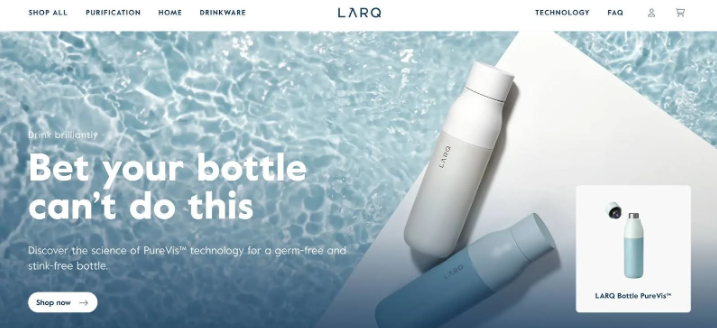 SHOP ALL PURIFICATION HOME DRINKWARE LARQ TECHNOLOGY FAQ
Drink brilliantly
Bet your bottle
can't do this
Discover the science of PureVis™ technology for a germ-free and
stink-free bottle.
Shop now →
LARQ
LARQ
LARQ Bottle PureVis™